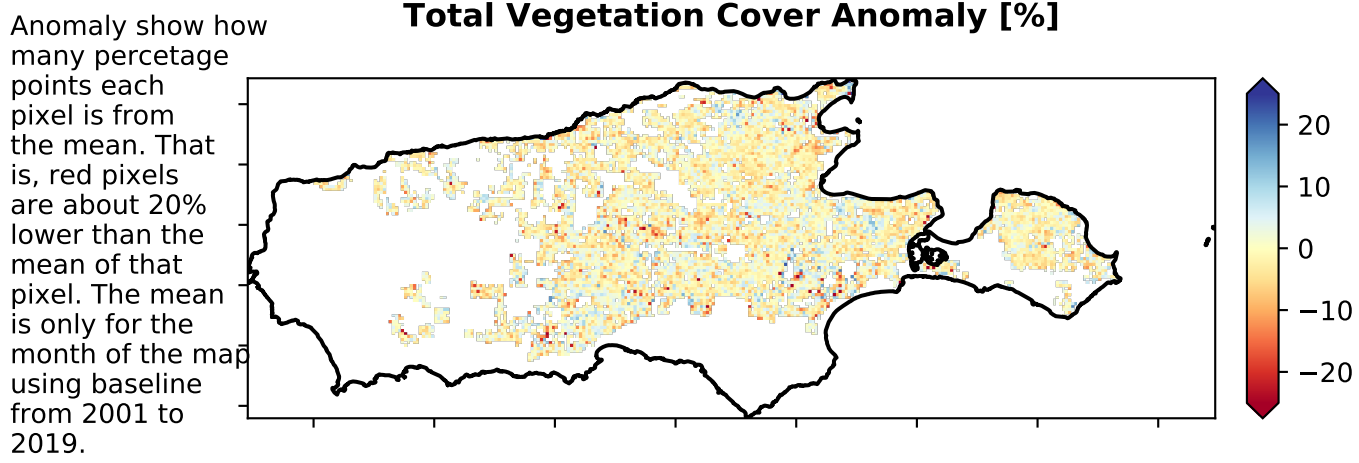 Total Vegetation Cover Anomaly [%]
Anomaly show how
many percetage
points each
pixel is from
the mean. That
is, red pixels
are about 20%
lower than the
mean of that
pixel. The mean
is only for the
month of the map
using baseline
from 2001 to
2019.
20
10
0
−10
−20